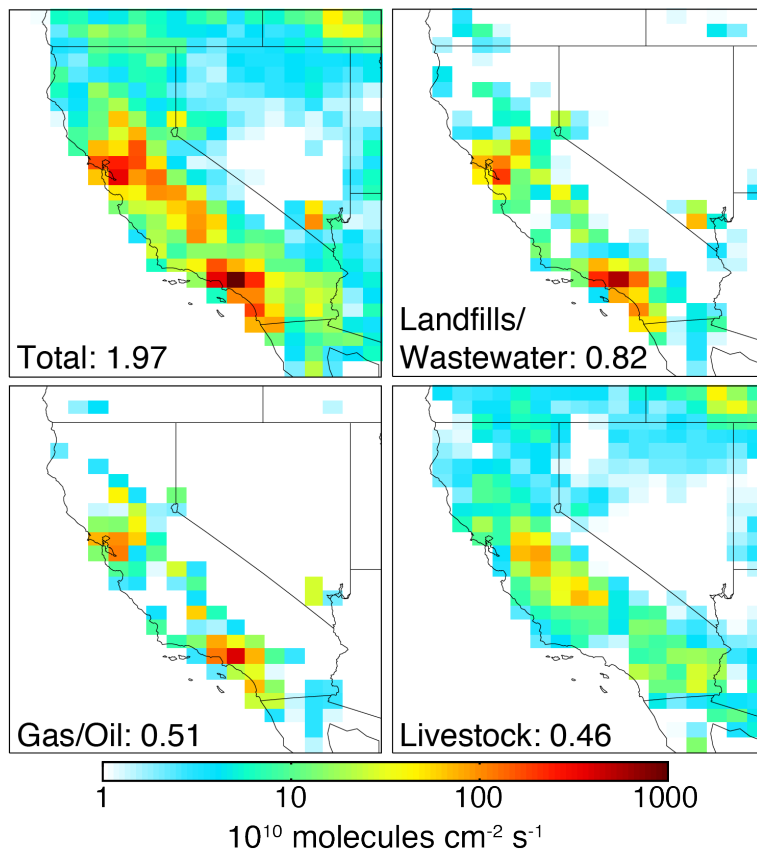 Total: 1.97
Landfills/
Wastewater: 0.82
Gas/Oil: 0.51
Livestock: 0.46
1 10 100 1000
10¹⁰ molecules cm⁻² s⁻¹